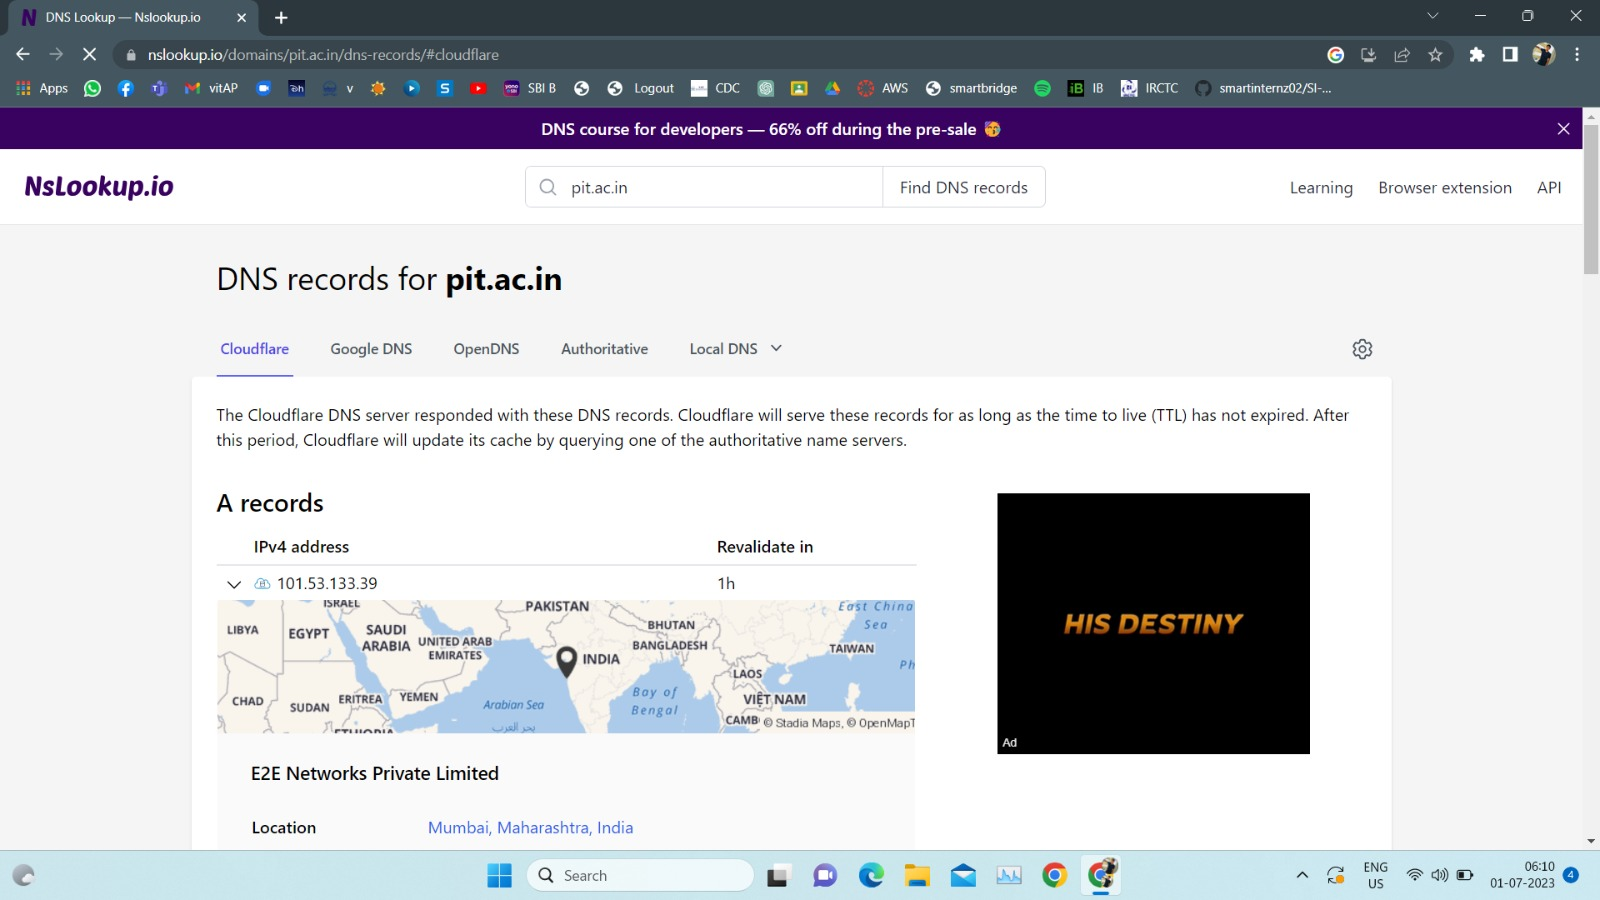 DNS Lookup — Nslookup.io
nslookup.io/domains/pit.ac.in/dns-records/#cloudflare
Apps vitAP v SBI B Logout CDC AWS smartbridge IB IRCTC smartinternz02/SI-...
DNS course for developers — 66% off during the pre-sale
NsLookup.io
pit.ac.in
Find DNS records
Learning Browser extension API
DNS records for pit.ac.in
Cloudflare Google DNS OpenDNS Authoritative Local DNS
The Cloudflare DNS server responded with these DNS records. Cloudflare will serve these records for as long as the time to live (TTL) has not expired. After
this period, Cloudflare will update its cache by querying one of the authoritative name servers.
A records
IPv4 address Revalidate in
101.53.133.39 1h
ISRAEL
PAKISTAN
East China
Sea
LIBYA
EGYPT
SAUDI
ARABIA
UNITED ARAB
EMIRATES
BHUTAN
BANGLADESH
TAIWAN
INDIA
LAOS
Ph
CHAD
SUDAN
ERITREA
YEMEN
Arabian Sea
بحر العرب
Bay of
Bengal
VIỆT NAM
CAMB
ETHIOPIA
© Stadia Maps, © OpenMapT
HIS DESTINY
Ad
E2E Networks Private Limited
Location Mumbai, Maharashtra, India
Search
ENG
US
06:10
01-07-2023
4